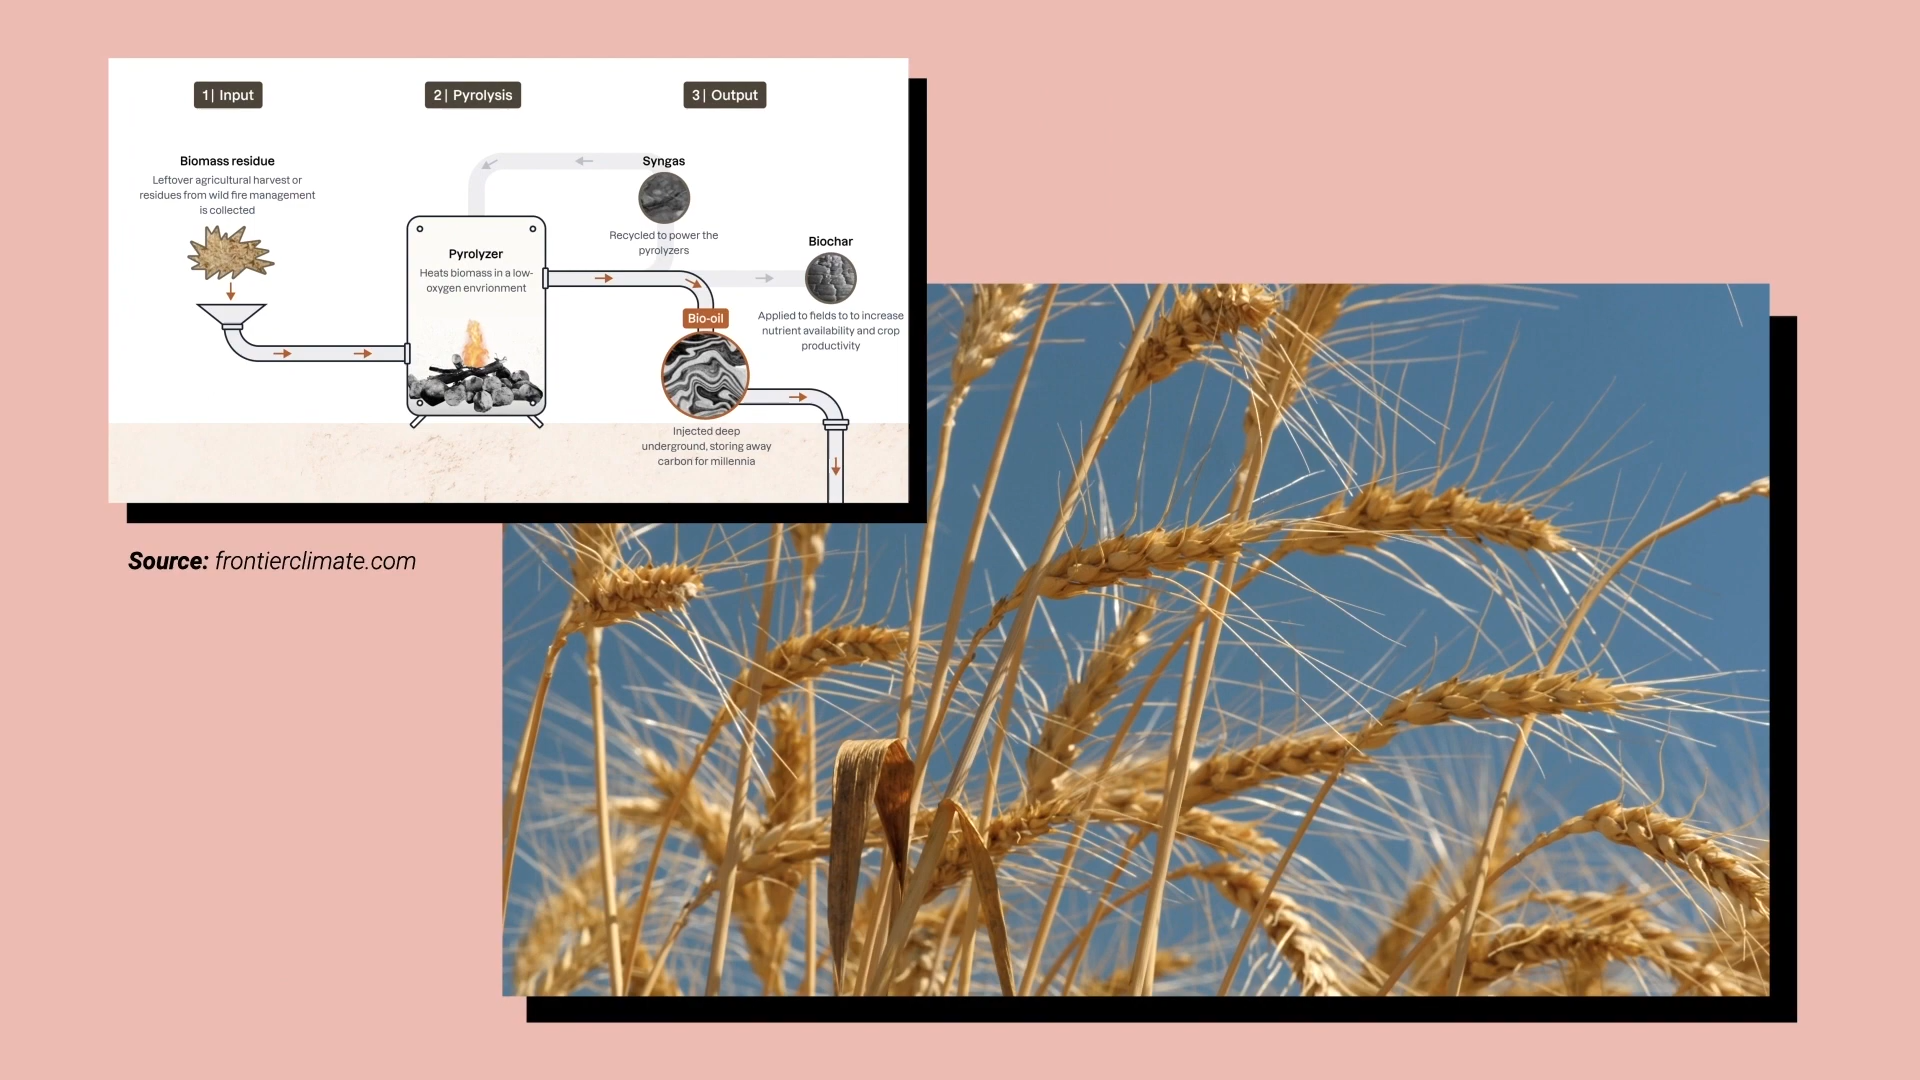 1| Input
2| Pyrolysis
3| Output
Biomass residue
Leftover agricultural harvest or
residues from wild fire management
is collected
Pyrolyzer
Heats biomass in a low-
oxygen envrionment
Syngas
Recycled to power the
pyrolyzers
Biochar
Applied to fields to to increase
nutrient availability and crop
productivity
Bio-oil
Injected deep
underground, storing away
carbon for millennia
Source: frontierclimate.com